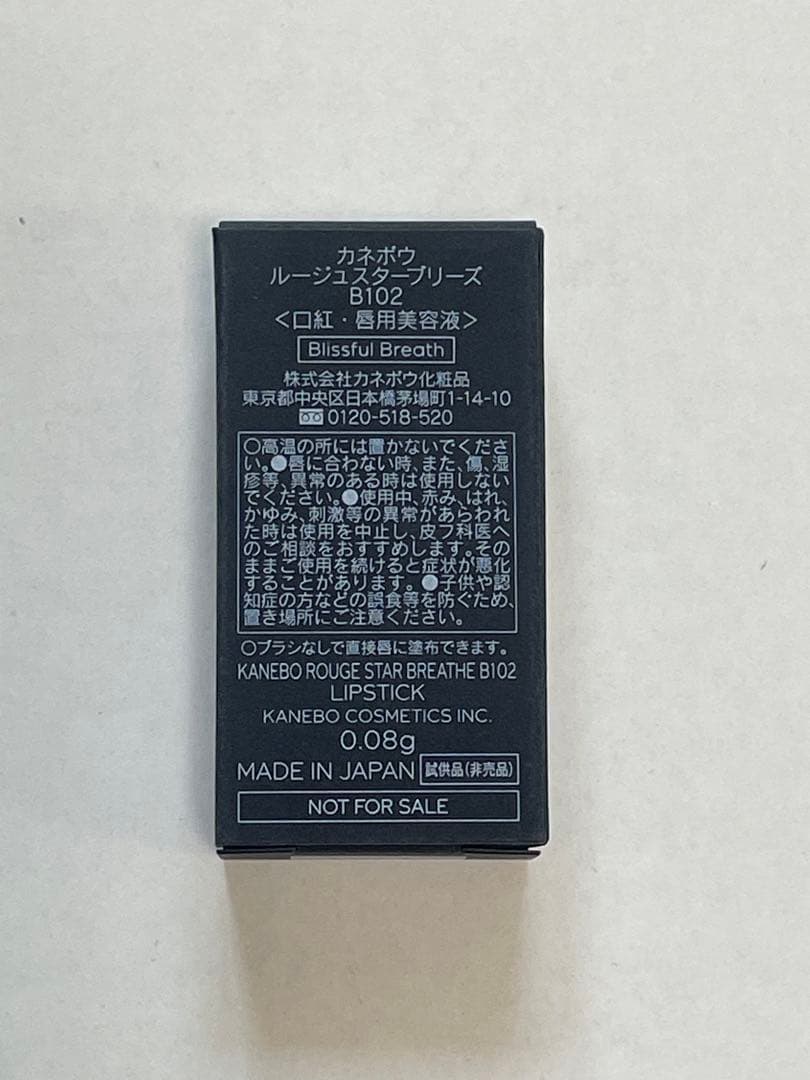 カネボウ
ルージュスターブリーズ
B102
＜口紅・唇用美容液＞
Blissful Breath
株式会社カネボウ化粧品
東京都中央区日本橋茅場町1-14-10
0120-518-520
○高温の所には置かないでくださ
い。●唇に合わない時、また、傷、湿
疹等、異常のある時は使用しない
でください。●使用中、赤み、はれ、
かゆみ、刺激等の異常があらわれ
た時は使用を中止し、皮フ科医へ
のご相談をおすすめします。その
ままご使用を続けると症状が悪化
することがあります。●子供や認
知症の方などの誤食等を防ぐため、
置き場所にご注意ください。
○ブラシなしで直接唇に塗布できます。
KANEBO ROUGE STAR BREATHE B102
LIPSTICK
KANEBO COSMETICS INC.
0.08g
MADE IN JAPAN 試供品(非売品)
NOT FOR SALE